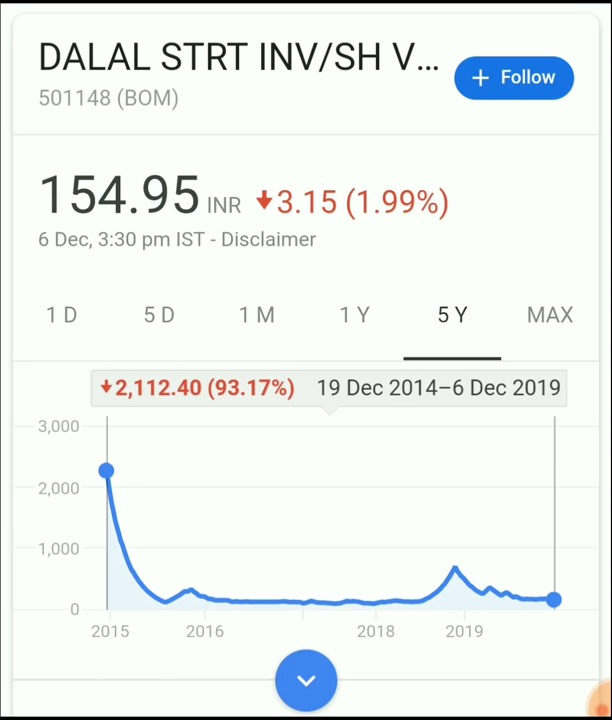 DALAL STRT INV/SH V...
+ Follow
501148 (BOM)
154.95 INR ↓3.15 (1.99%)
6 Dec, 3:30 pm IST - Disclaimer
1 D 5 D 1 M 1 Y 5 Y MAX
↓2,112.40 (93.17%) 19 Dec 2014–6 Dec 2019
3,000
2,000
1,000
0
2015 2016 2018 2019